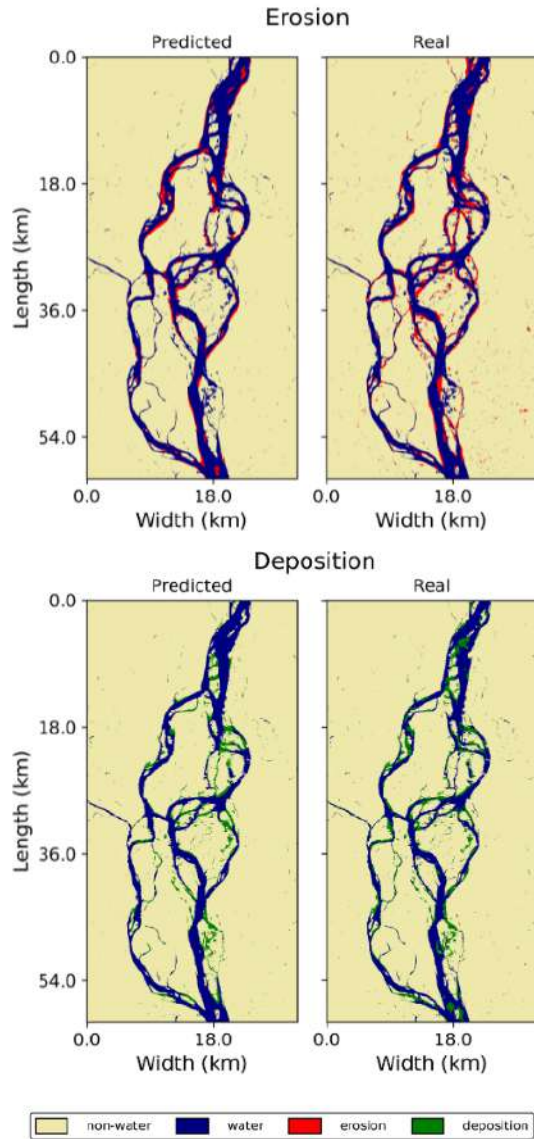 Erosion
Predicted
Real
0.0
18.0
36.0
54.0
Length (km)
0.0
18.0
18.0
Width (km)
Width (km)
Deposition
Predicted
Real
0.0
18.0
36.0
54.0
Length (km)
0.0
18.0
0.0
18.0
Width (km)
Width (km)
non-water
water
erosion
deposition